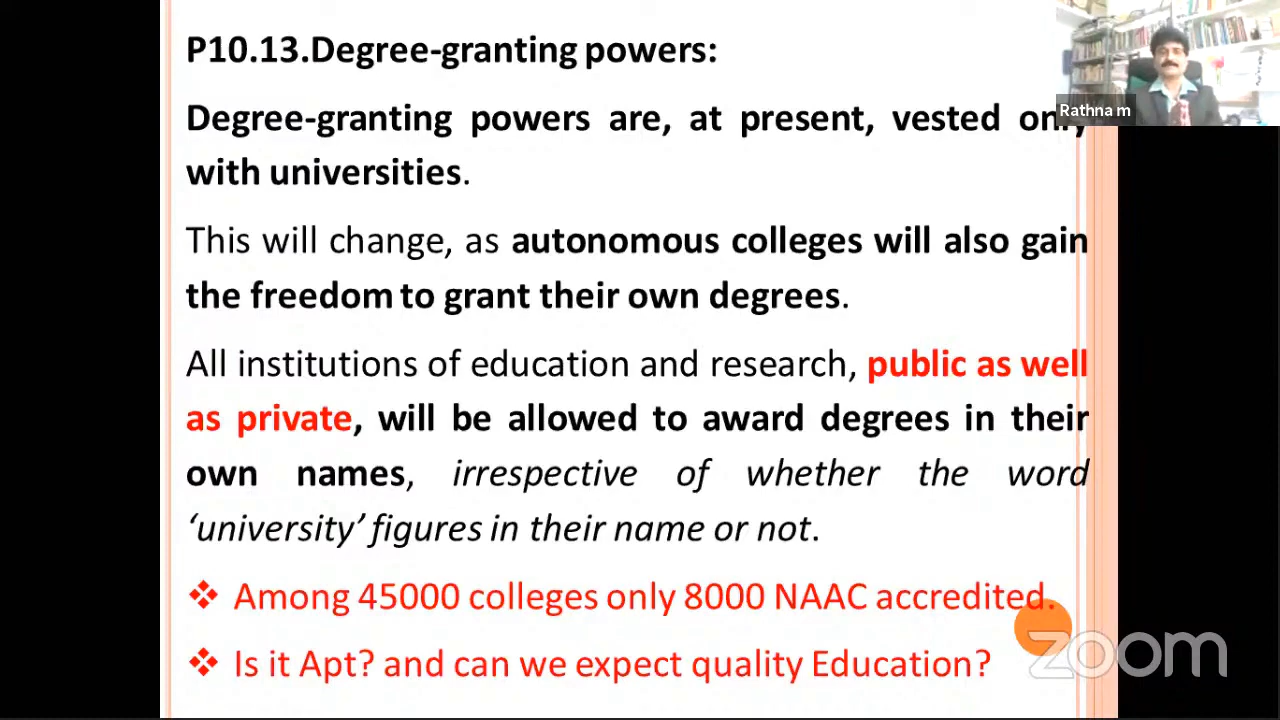 P10.13.Degree-granting powers:
Degree-granting powers are, at present, vested only
with universities.
This will change, as autonomous colleges will also gain
the freedom to grant their own degrees.
All institutions of education and research, public as well
as private, will be allowed to award degrees in their
own names, irrespective of whether the word
‘university’ figures in their name or not.
❖ Among 45000 colleges only 8000 NAAC accredited.
❖ Is it Apt? and can we expect quality Education?
Rathna m
zoom